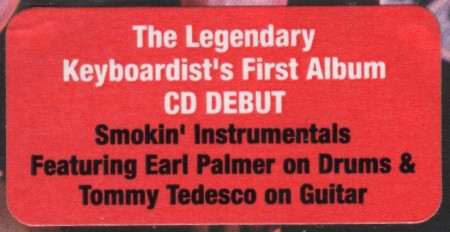 The Legendary
Keyboardist's First Album
CD DEBUT
Smokin' Instrumentals
Featuring Earl Palmer on Drums &
Tommy Tedesco on Guitar